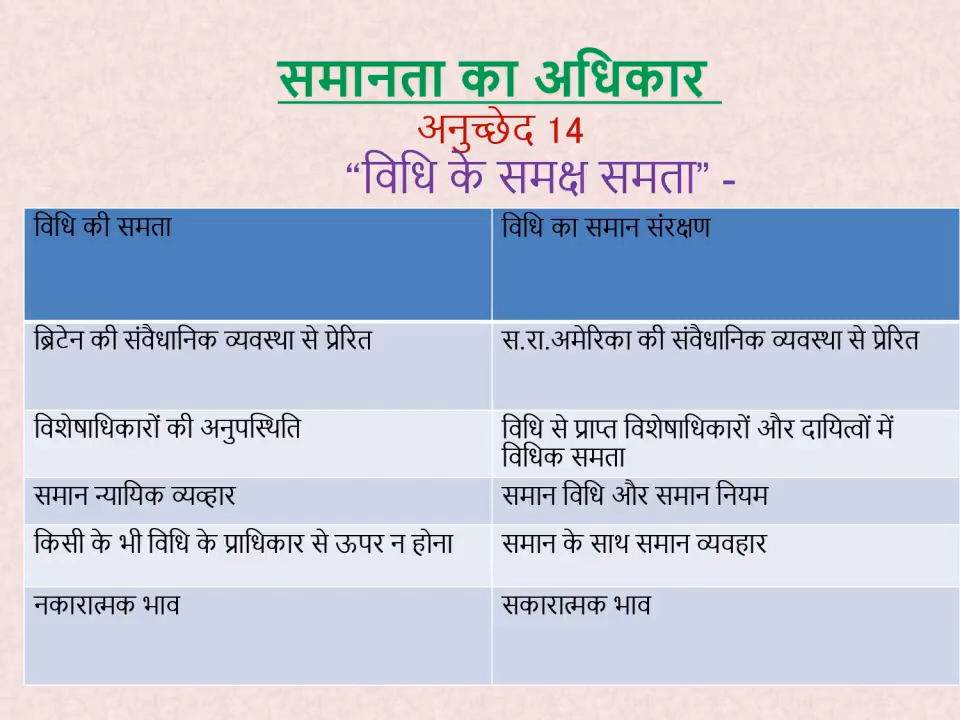 समानता का अधिकार
अनुच्छेद 14
“विधि के समक्ष समता” -
विधि की समता
विधि का समान संरक्षण
ब्रिटेन की संवैधानिक व्यवस्था से प्रेरित
स.रा.अमेरिका की संवैधानिक व्यवस्था से प्रेरित
विशेषाधिकारों की अनुपस्थिति
विधि से प्राप्त विशेषाधिकारों और दायित्वों में
विधिक समता
समान न्यायिक व्यव्हार
समान विधि और समान नियम
किसी के भी विधि के प्राधिकार से ऊपर न होना
समान के साथ समान व्यवहार
नकारात्मक भाव
सकारात्मक भाव